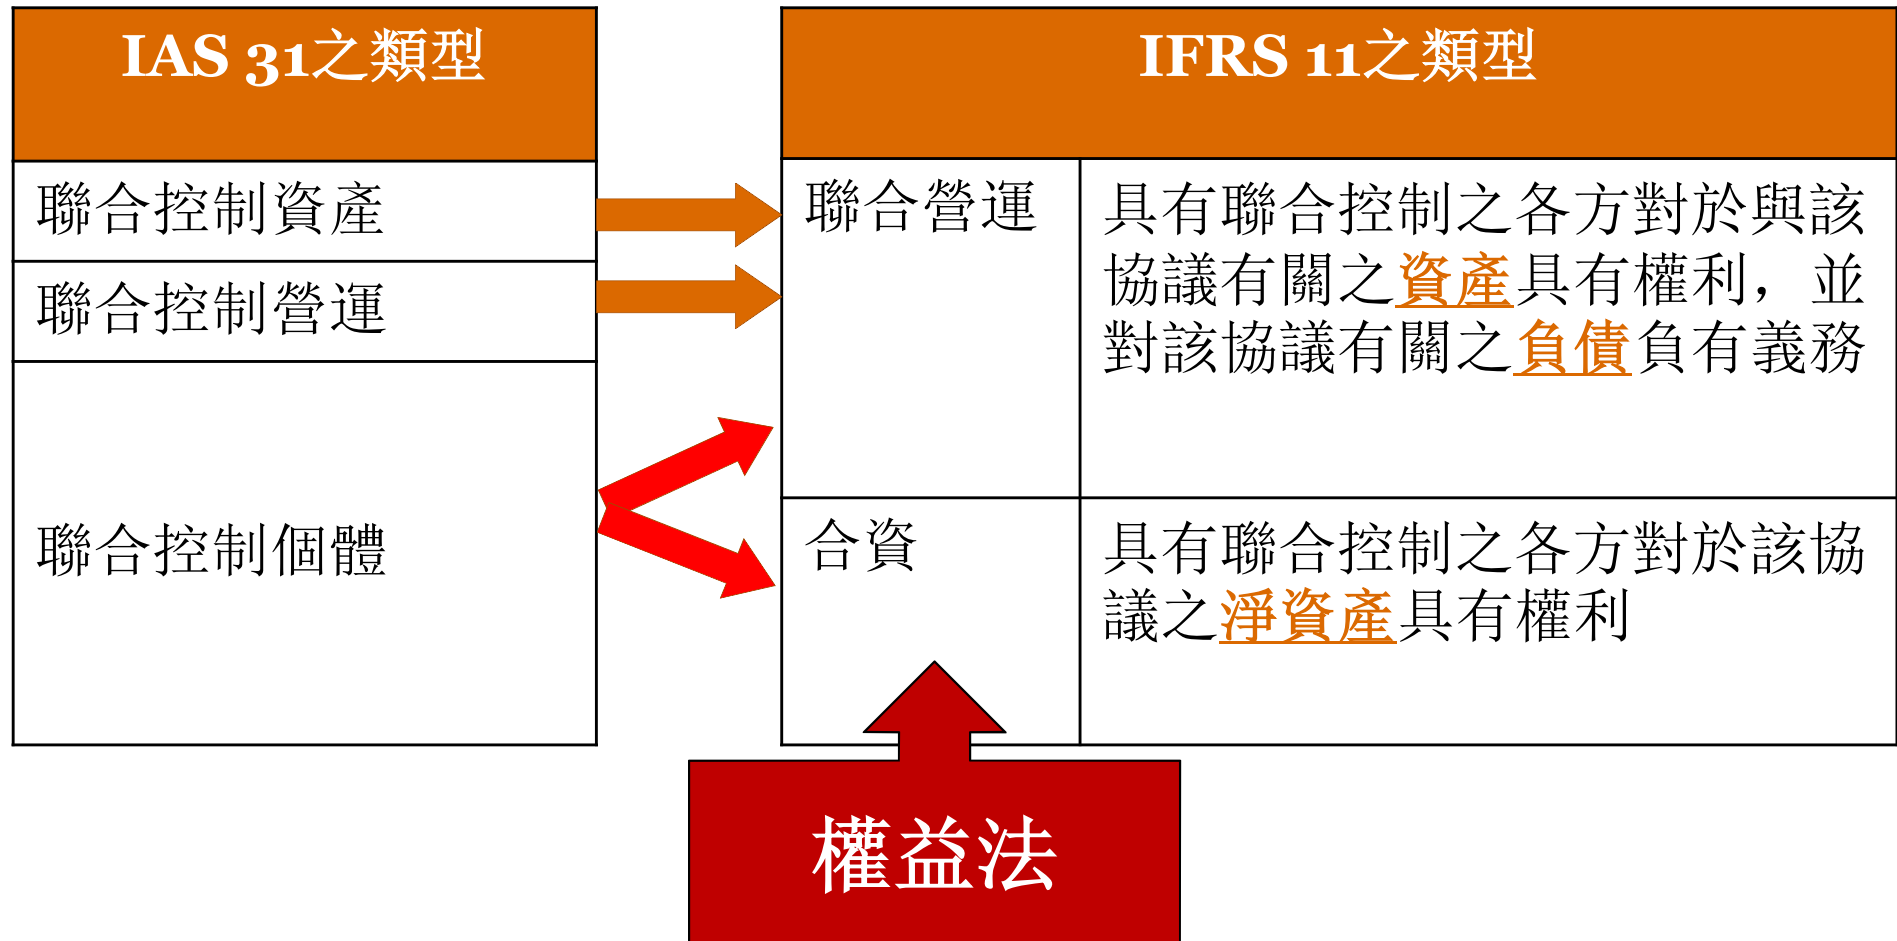 IAS 31之類型
聯合控制資產
聯合控制營運
聯合控制個體
IFRS 11之類型
聯合營運
具有聯合控制之各方對於與該
協議有關之資產具有權利，並
對該協議有關之負債負有義務
合資
具有聯合控制之各方對於該協
議之淨資產具有權利
權益法